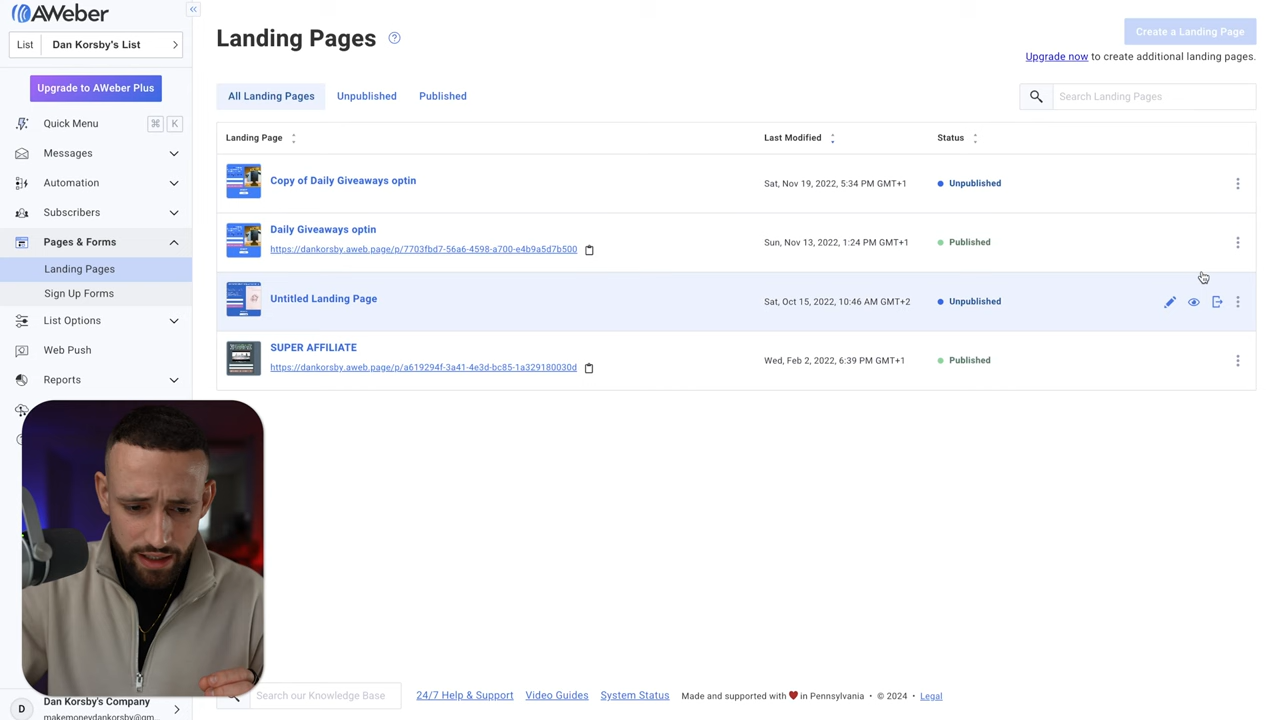 AWeber
List Dan Korsby's List
Upgrade to AWeber Plus
Quick Menu ⌘ K
Messages
Automation
Subscribers
Pages & Forms
Landing Pages
Sign Up Forms
List Options
Web Push
Reports
D Dan Korsby's Company
makemoneydankorsby@gm...
Landing Pages ?
Create a Landing Page
Upgrade now to create additional landing pages.
All Landing Pages Unpublished Published
Search Landing Pages
Landing Page Last Modified Status
Copy of Daily Giveaways optin Sat, Nov 19, 2022, 5:34 PM GMT+1 Unpublished
Daily Giveaways optin
https://dankorsby.aweb.page/p/7703fbd7-56a6-4598-a700-e4b9a5d7b500 Sun, Nov 13, 2022, 1:24 PM GMT+1 Published
Untitled Landing Page Sat, Oct 15, 2022, 10:46 AM GMT+2 Unpublished
SUPER AFFILIATE
https://dankorsby.aweb.page/p/a619294f-3a41-4e3d-bc85-1a329180030d Wed, Feb 2, 2022, 6:39 PM GMT+1 Published
Search our Knowledge Base 24/7 Help & Support Video Guides System Status Made and supported with ❤ in Pennsylvania • © 2024 • Legal